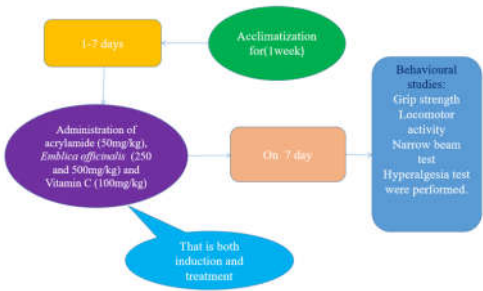 Acclimatization
for(1week)
1-7 days
Administration of
acrylamide (50mg/kg),
Emblica officinalis (250
and 500mg/kg) and
Vitamin C (100mg/kg)
That is both
induction and
treatment
On 7 day
Behavioural
studies:
Grip strength
Locomotor
activity
Narrow beam
test
Hyperalgesia test
were performed.